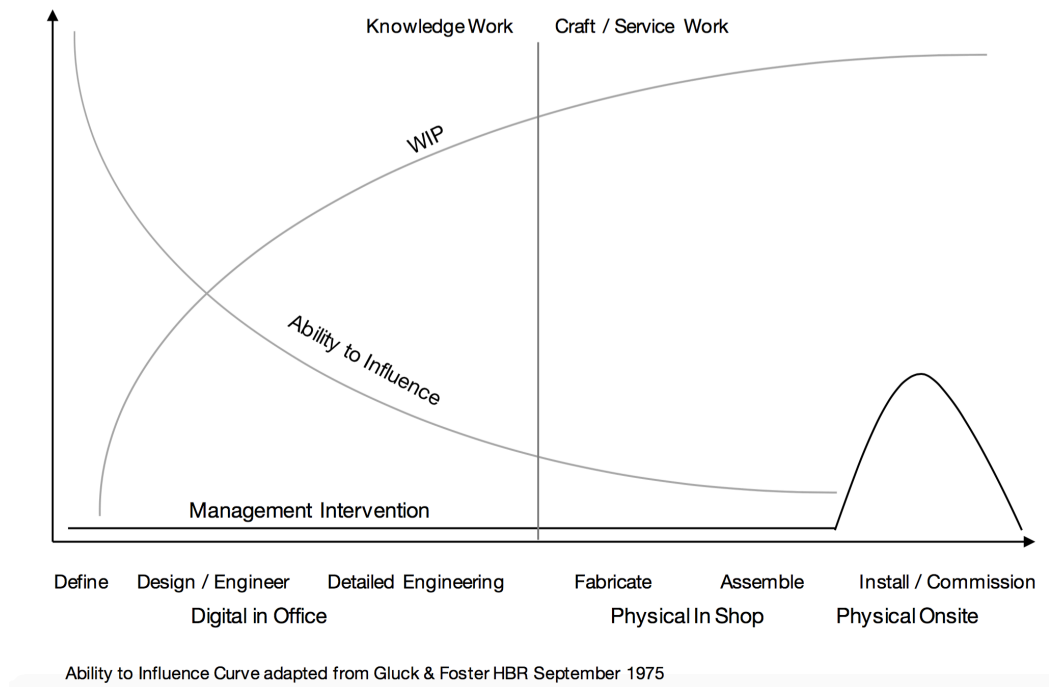 Knowledge Work
Craft / Service Work
WIP
Ability to Influence
Management Intervention
Define
Design / Engineer
Detailed Engineering
Fabricate
Assemble
Install / Commission
Digital in Office
Physical In Shop
Physical Onsite
Ability to Influence Curve adapted from Gluck & Foster HBR September 1975